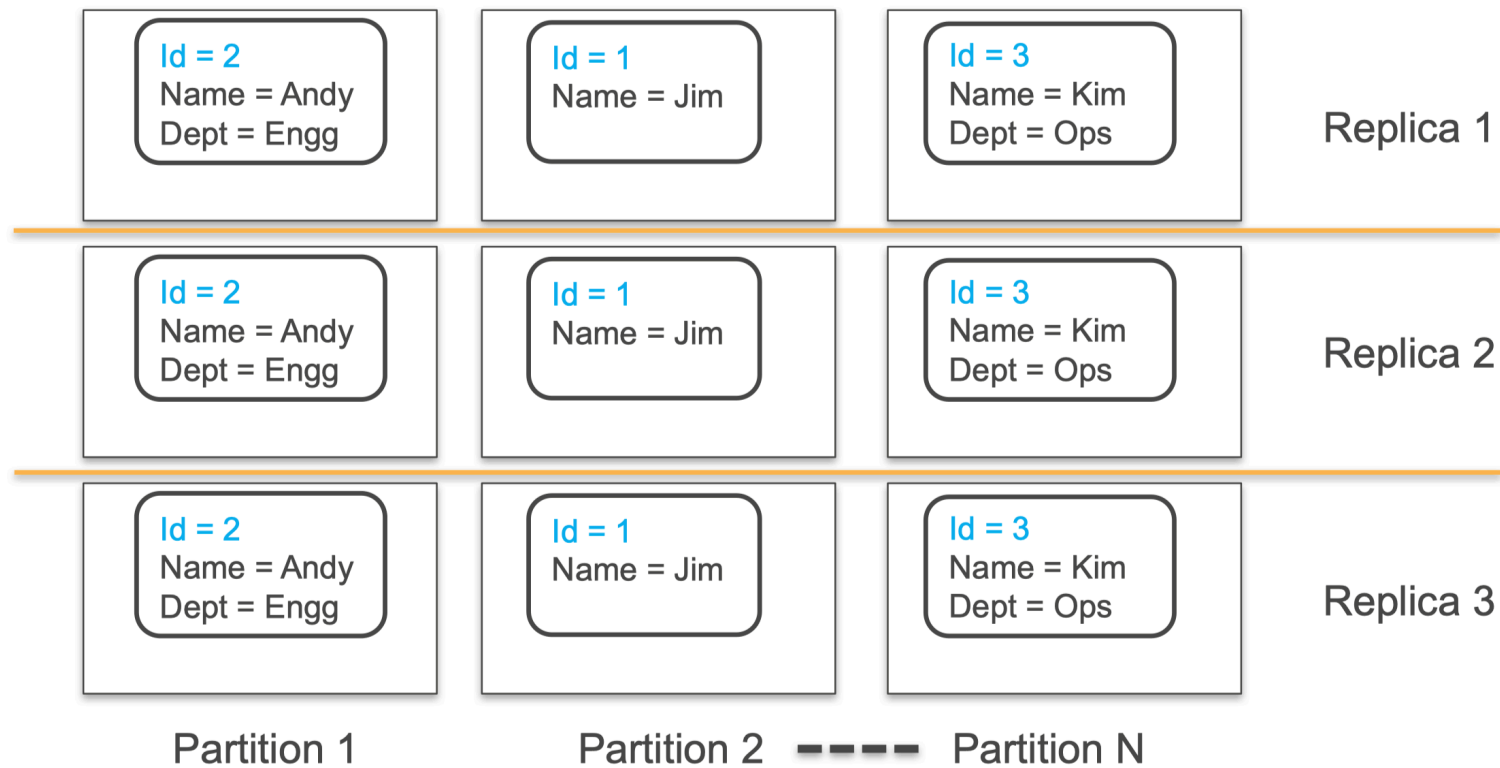 Id = 2
Name = Andy
Dept = Engg
Id = 1
Name = Jim
Id = 3
Name = Kim
Dept = Ops
Replica 1
Id = 2
Name = Andy
Dept = Engg
Id = 1
Name = Jim
Id = 3
Name = Kim
Dept = Ops
Replica 2
Id = 2
Name = Andy
Dept = Engg
Id = 1
Name = Jim
Id = 3
Name = Kim
Dept = Ops
Replica 3
Partition 1
Partition 2
Partition N